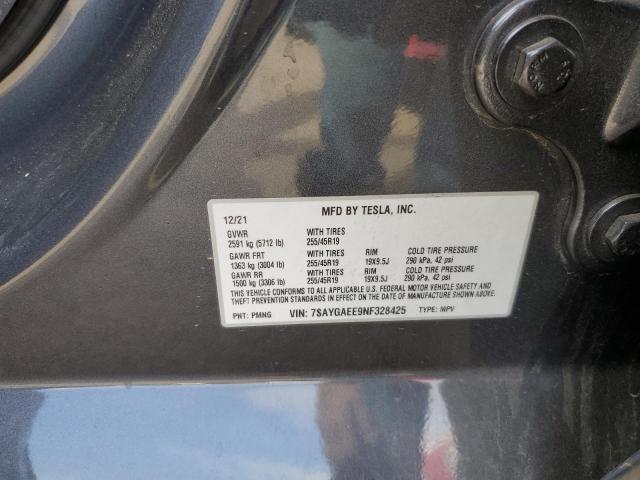 MFD BY TESLA, INC.
12/21
GVWR WITH TIRES
2591 kg (5712 lb) 255/45R19
GAWR FRT WITH TIRES RIM COLD TIRE PRESSURE
1363 kg (3004 lb) 255/45R19 19X9.5J 290 kPa, 42 psi
GAWR RR WITH TIRES RIM COLD TIRE PRESSURE
1500 kg (3306 lb) 255/45R19 19X9.5J 290 kPa, 42 psi
THIS VEHICLE CONFORMS TO ALL APPLICABLE U.S. FEDERAL MOTOR VEHICLE SAFETY AND
THEFT PREVENTION STANDARDS IN EFFECT ON THE DATE OF MANUFACTURE SHOWN ABOVE.
PNT: PMNG VIN: 7SAYGAEE9NF328425 TYPE: MPV